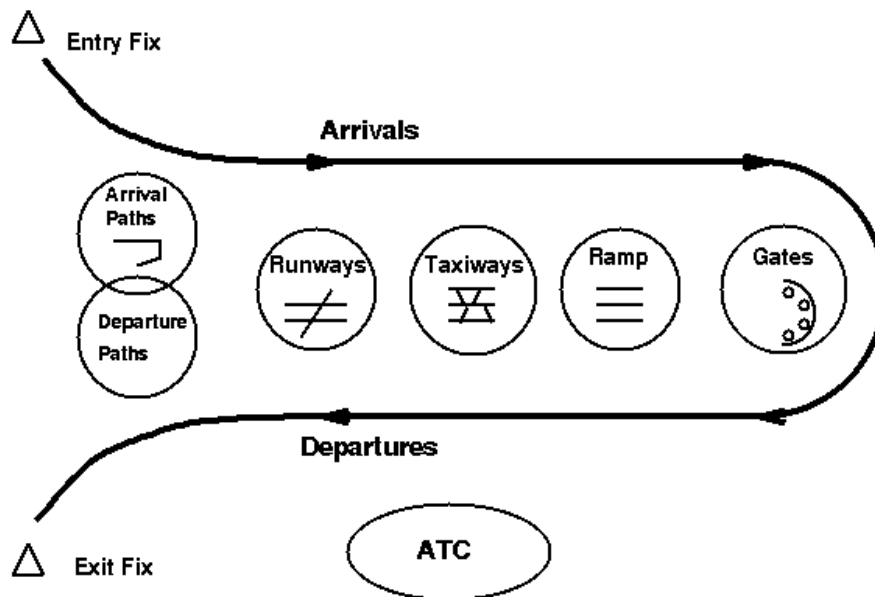 Entry Fix
Arrivals
Arrival
Paths
Departure
Paths
Runways
Taxiways
Ramp
Gates
Departures
ATC
Exit Fix